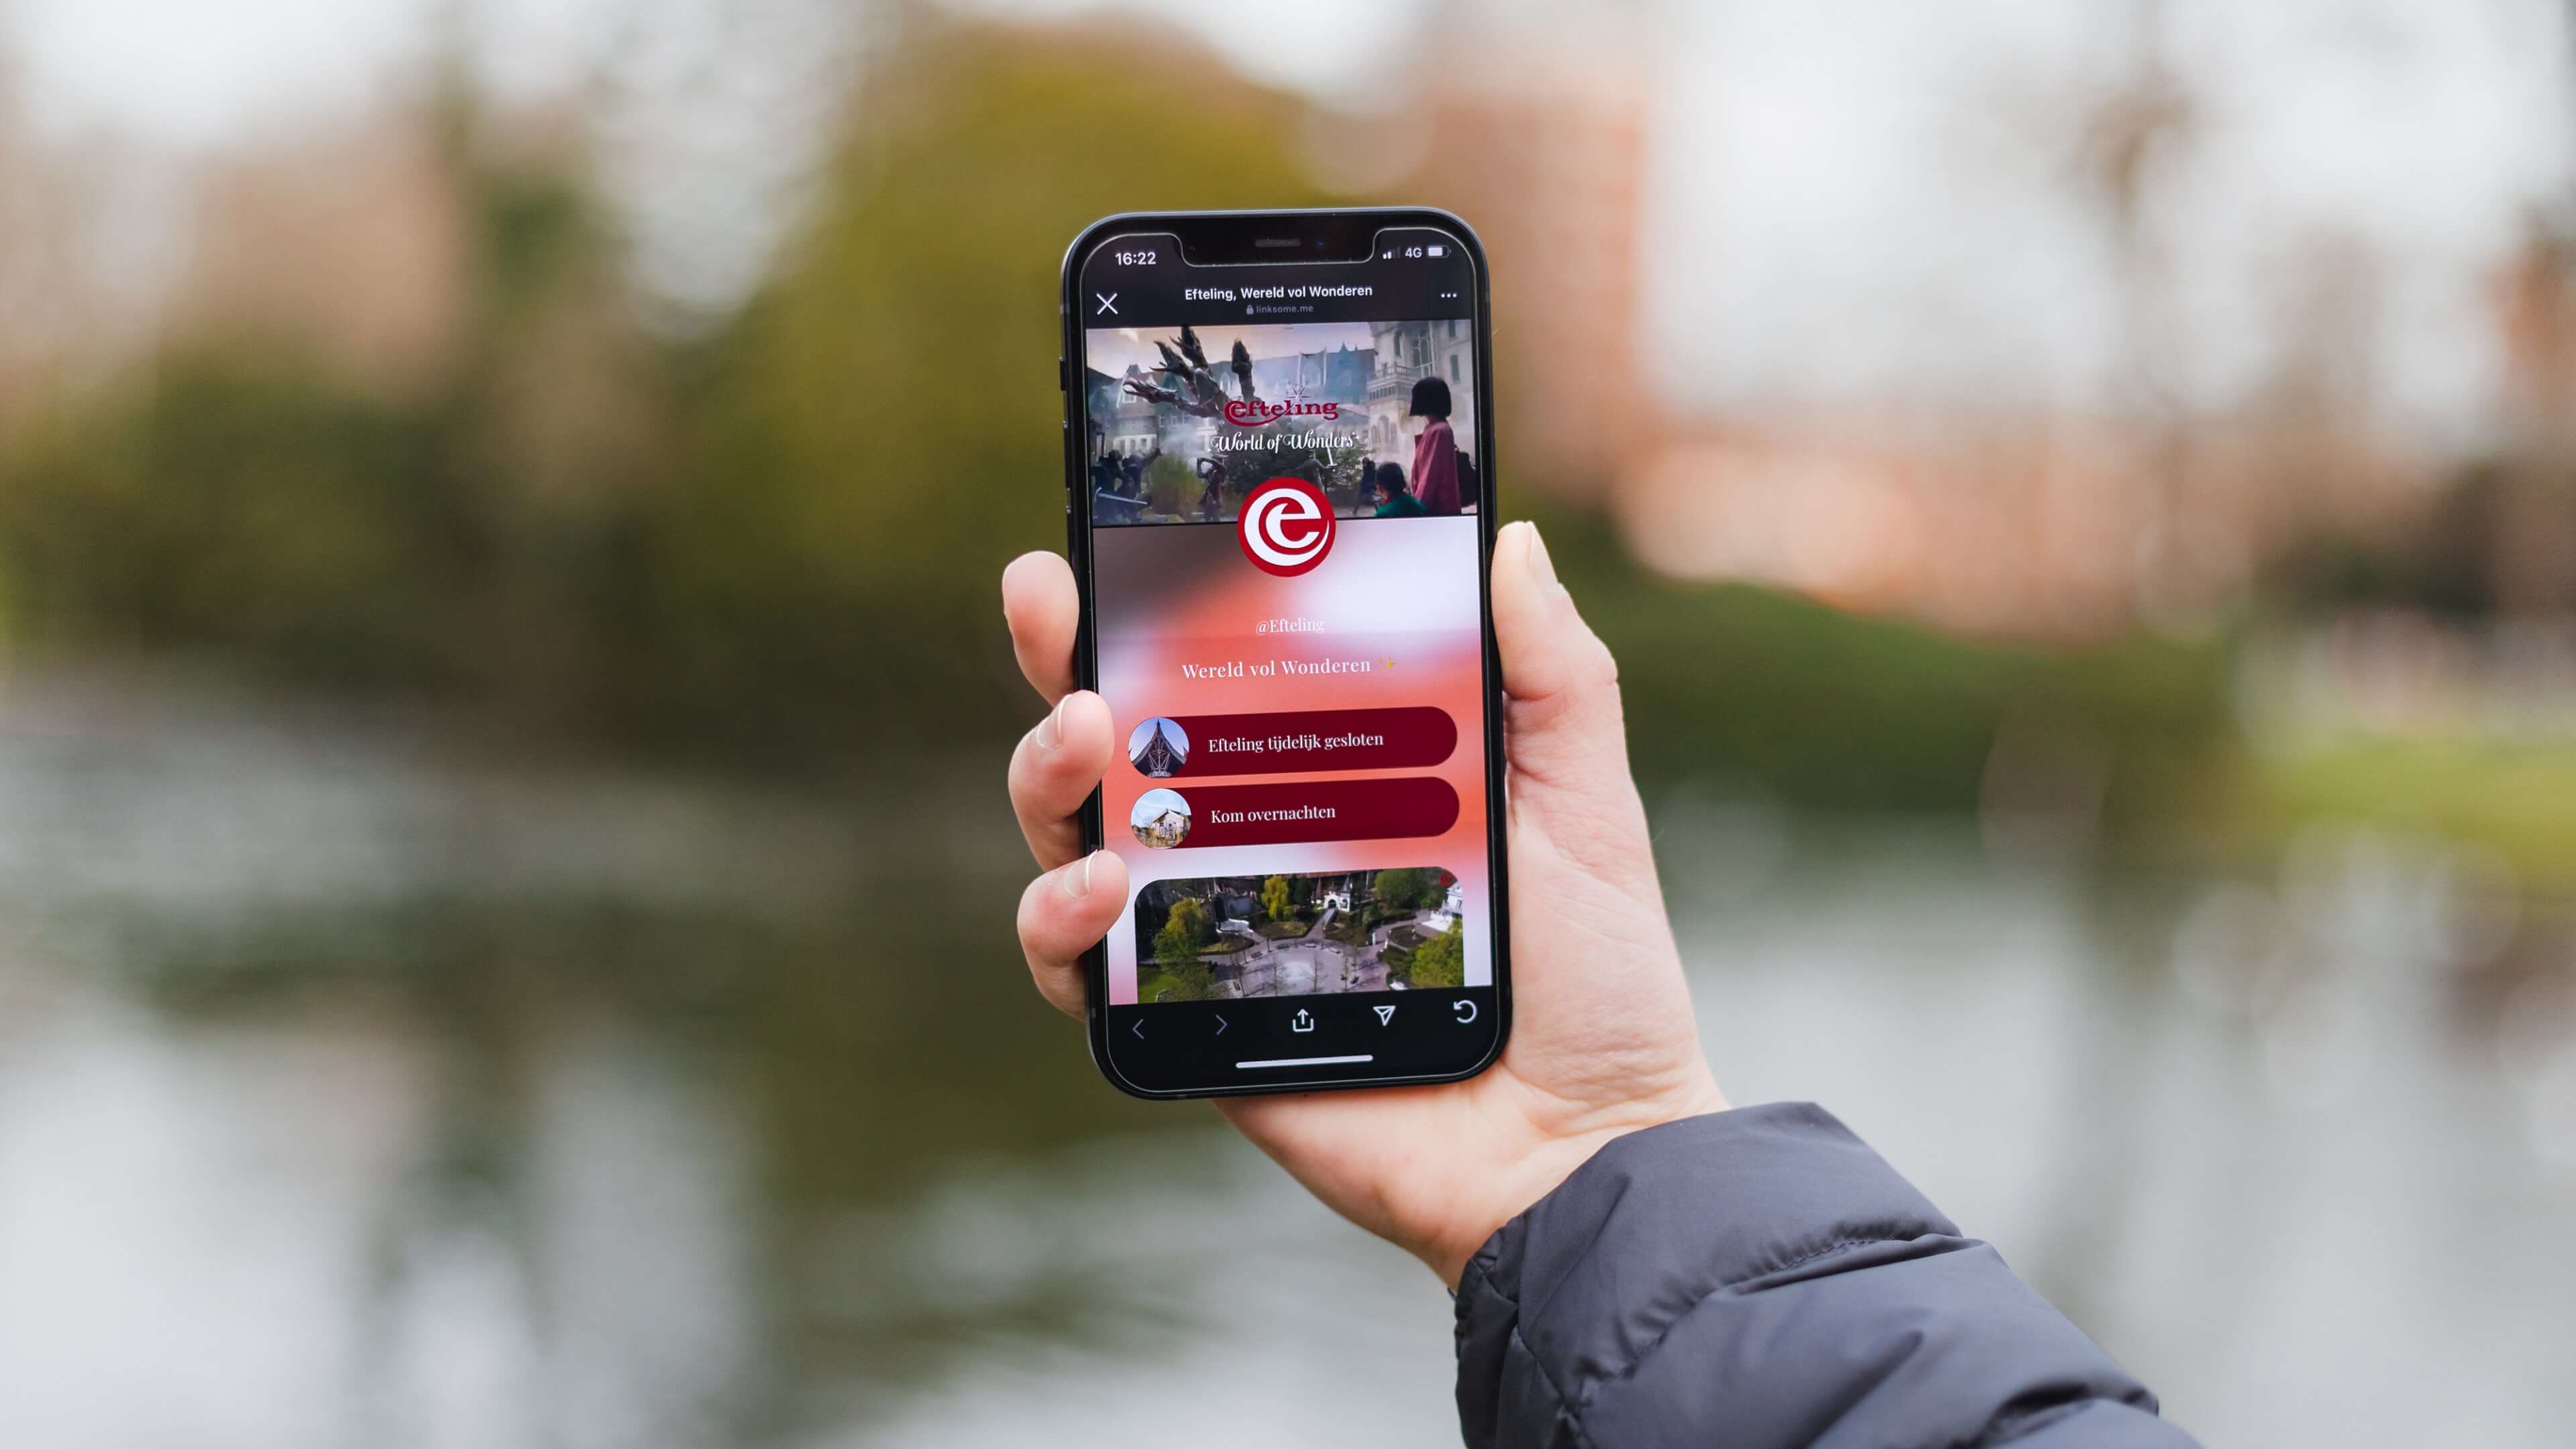 16:22
4G
Efteling, Wereld vol Wonderen
linksome.me
efteling
World of Wonders
@Efteling
Wereld vol Wonderen ✨
Efteling tijdelijk gesloten
Kom overnachten